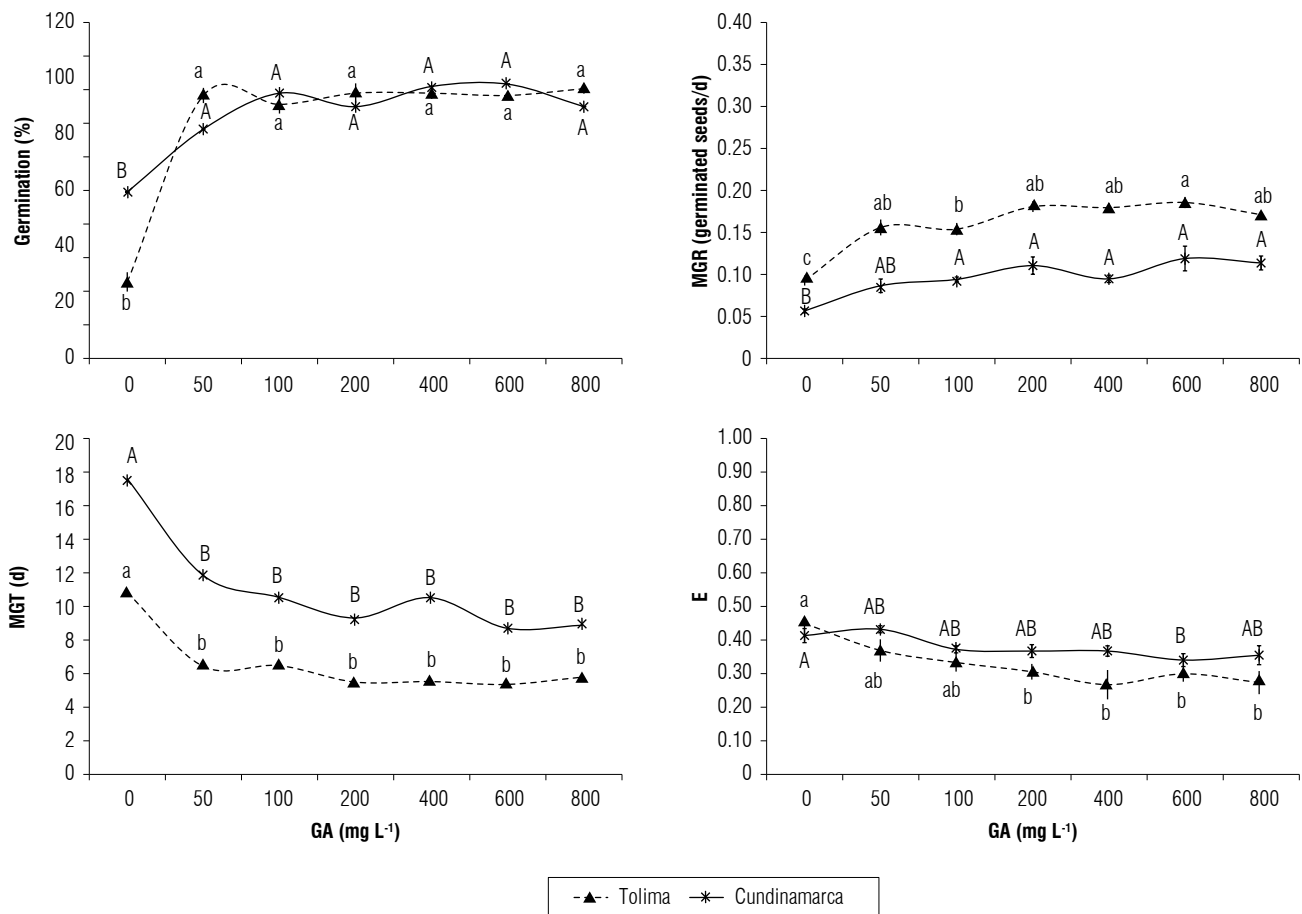 120
100
80
60
40
20
0
Germination (%)
a A a A A a
B A a A a a A
b
0 50 100 200 400 600 800
0.40
0.35
0.30
0.25
0.20
0.15
0.10
0.05
0
MGR (germinated seeds/d)
c ab b ab ab a ab
B AB A A A A A
0 50 100 200 400 600 800
20
18
16
14
12
10
8
6
4
2
0
MGT (d)
A B B B B B B
a b b b b b b
0 50 100 200 400 600 800
GA (mg L-1)
1.00
0.90
0.80
0.70
0.60
0.50
0.40
0.30
0.20
0.10
0
E
a AB AB AB AB B AB
A ab ab b b b b
0 50 100 200 400 600 800
GA (mg L-1)
Tolima Cundinamarca